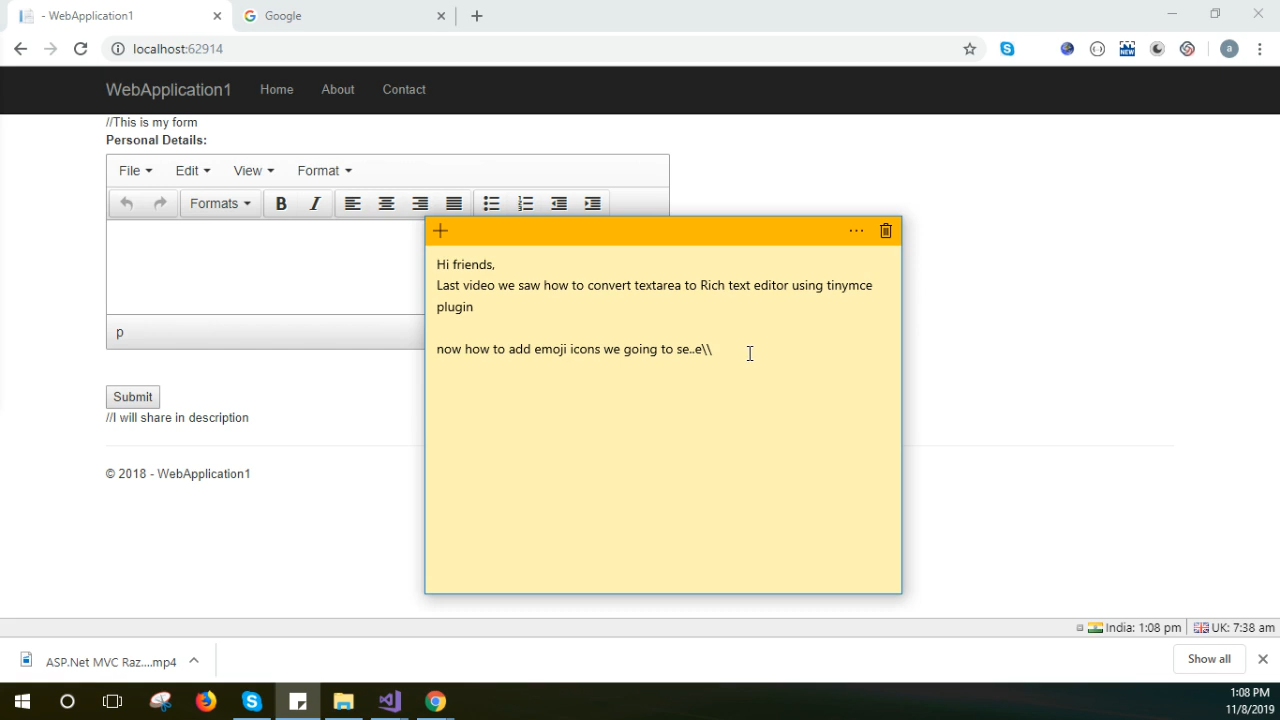 - WebApplication1
Google
localhost:62914
NEW
a
WebApplication1 Home About Contact
//This is my form
Personal Details:
File Edit View Format
Formats B I
p
Hi friends,
Last video we saw how to convert textarea to Rich text editor using tinymce
plugin
now how to add emoji icons we going to se..e\\
Submit
//I will share in description
© 2018 - WebApplication1
India: 1:08 pm UK: 7:38 am
ASP.Net MVC Raz....mp4
Show all
1:08 PM
11/8/2019